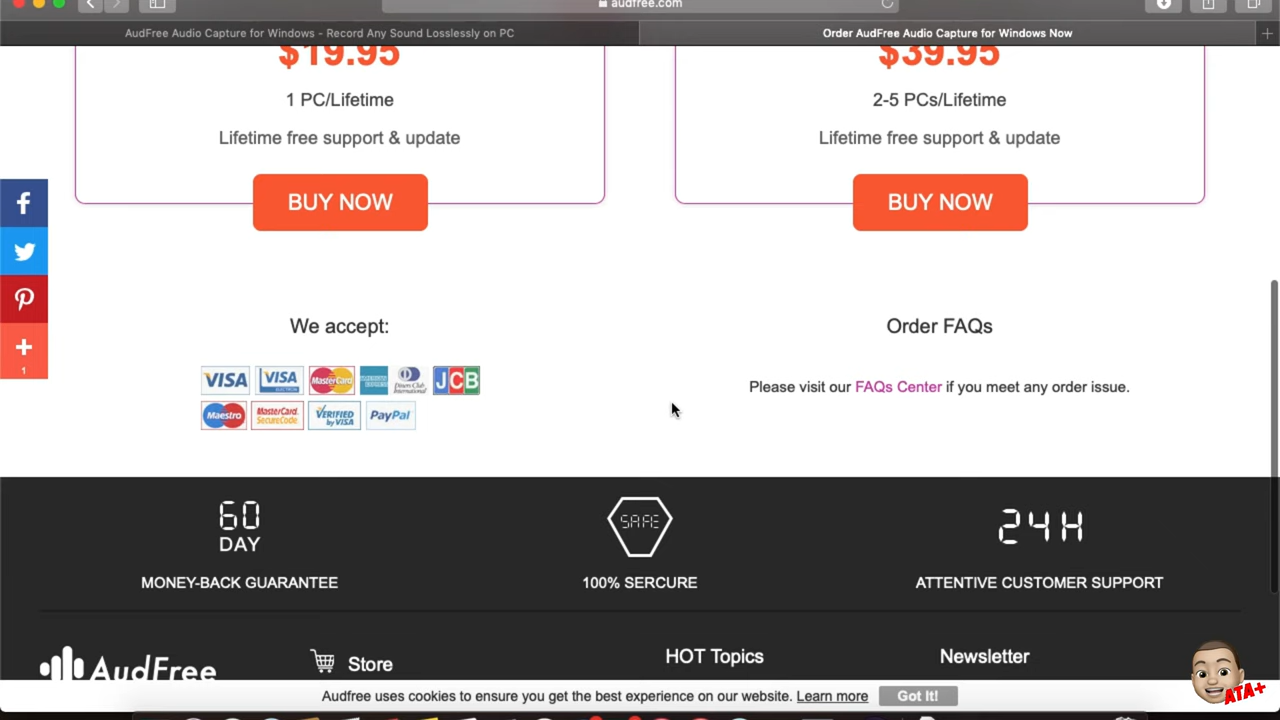 audfree.com
AudFree Audio Capture for Windows - Record Any Sound Losslessly on PC
Order AudFree Audio Capture for Windows Now
$19.95
$39.95
1 PC/Lifetime
2-5 PCs/Lifetime
Lifetime free support & update
Lifetime free support & update
BUY NOW
BUY NOW
1
We accept:
Order FAQs
VISA VISA MasterCard Diners Club International JCB
Maestro MasterCard SecureCode VERIFIED by VISA PayPal
Please visit our FAQs Center if you meet any order issue.
60 DAY
SAFE
24H
MONEY-BACK GUARANTEE
100% SERCURE
ATTENTIVE CUSTOMER SUPPORT
AudFree
Store
HOT Topics
Newsletter
Audfree uses cookies to ensure you get the best experience on our website. Learn more
Got It!
ATA+